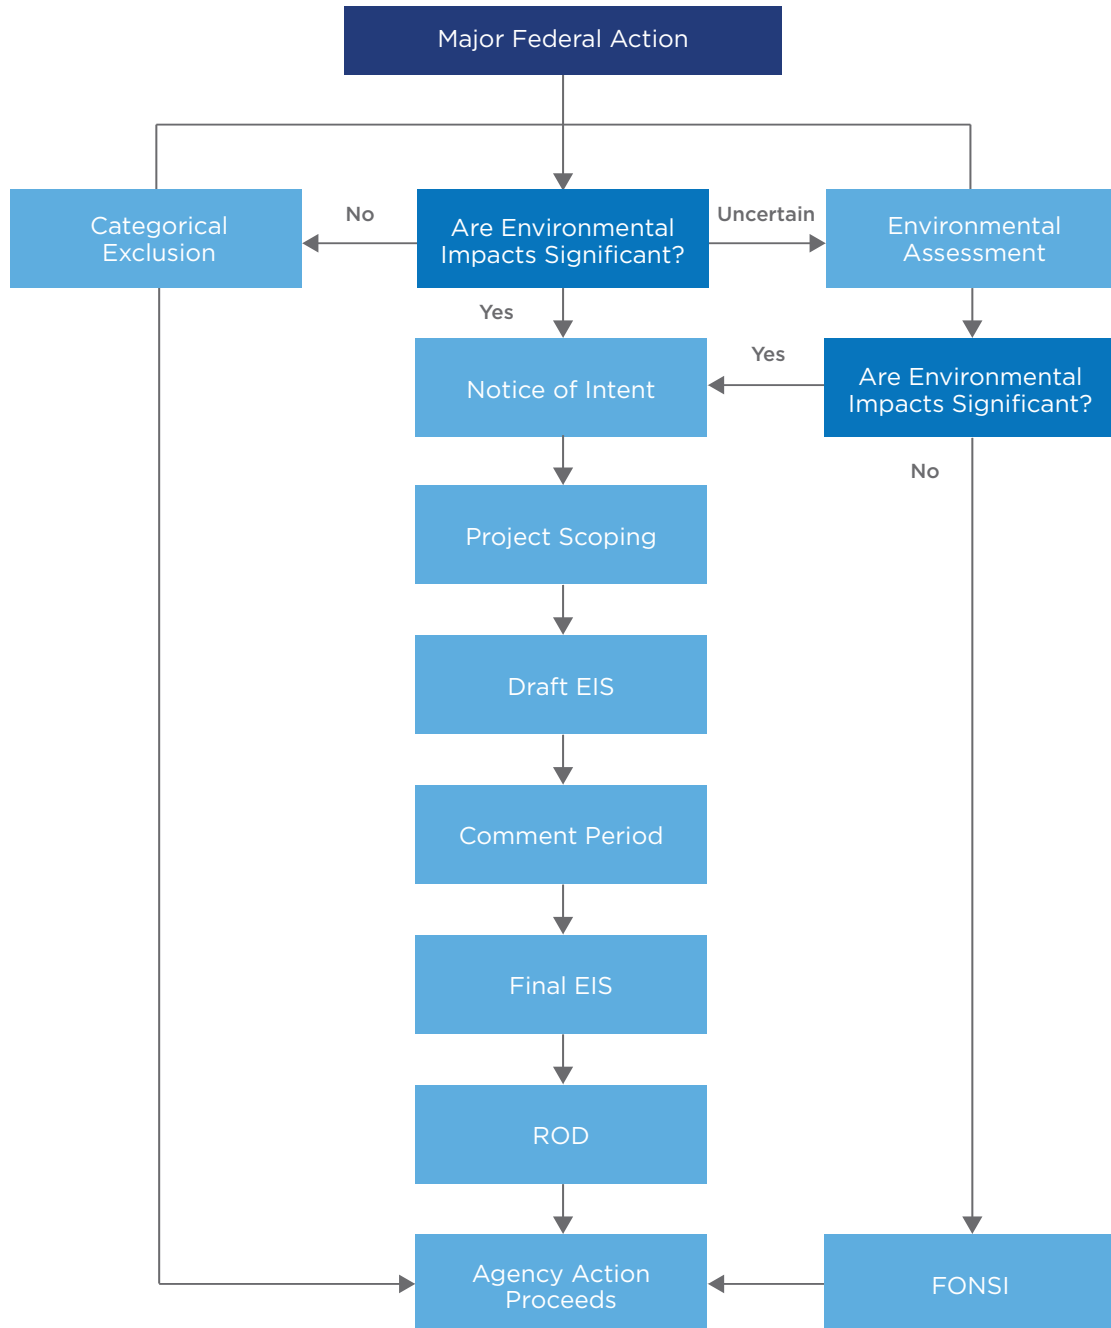 Major Federal Action
Categorical
Exclusion
No
Are Environmental
Impacts Significant?
Uncertain
Environmental
Assessment
Yes
Notice of Intent
Yes
Are Environmental
Impacts Significant?
No
Project Scoping
Draft EIS
Comment Period
Final EIS
ROD
Agency Action
Proceeds
FONSI